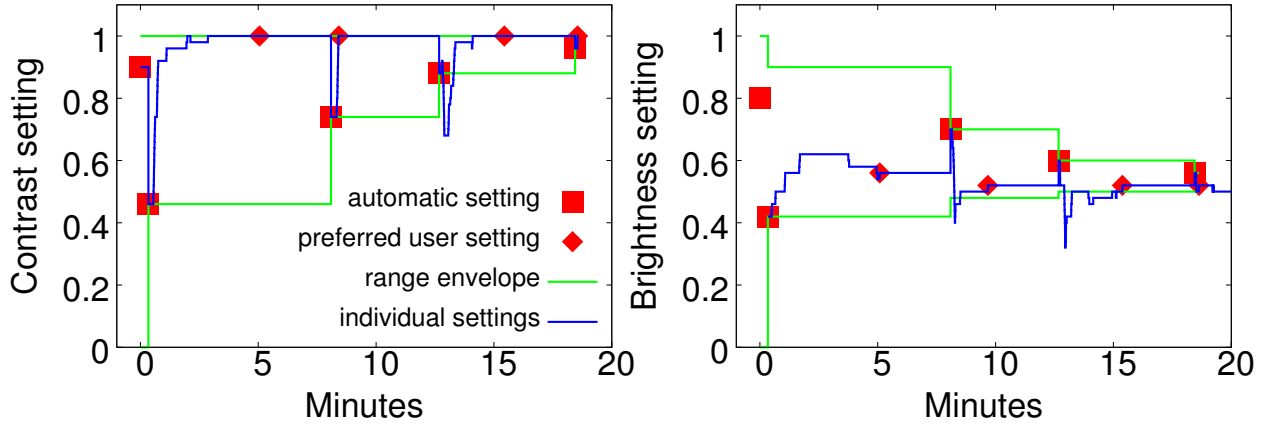 Contrast setting
1
0.8
0.6
0.4
0.2
0
0 5 10 15 20
Minutes
automatic setting
preferred user setting
range envelope
individual settings
Brightness setting
1
0.8
0.6
0.4
0.2
0
0 5 10 15 20
Minutes